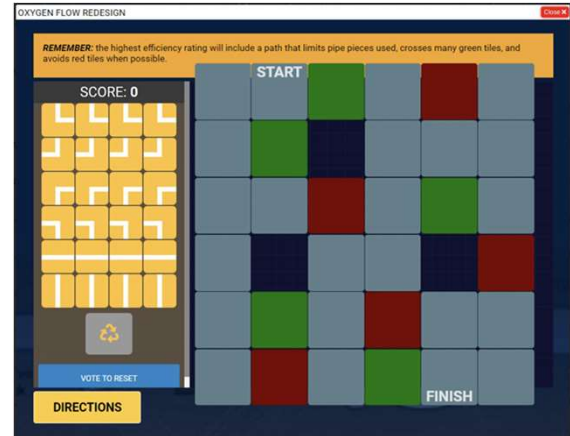 OXYGEN FLOW REDESIGN
Close X
REMEMBER: the highest efficiency rating will include a path that limits pipe pieces used, crosses many green tiles, and
avoids red tiles when possible.
START
SCORE: 0
VOTE TO RESET
DIRECTIONS
FINISH